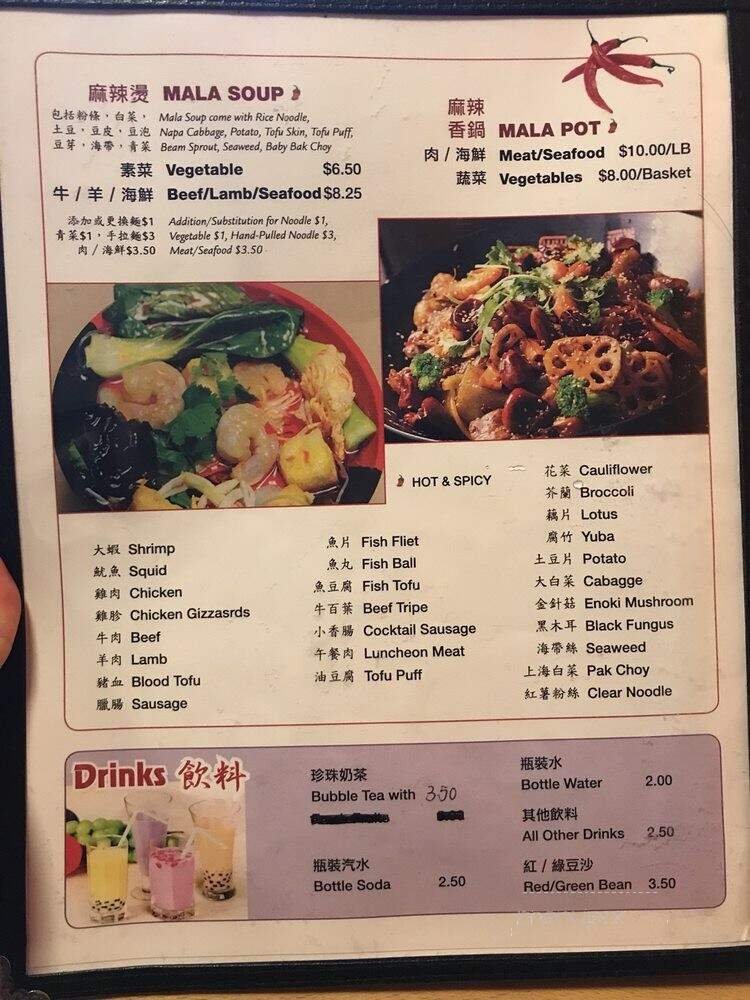 麻辣燙 MALA SOUP
包括粉條，白菜， Mala Soup come with Rice Noodle,
土豆，豆皮，豆泡 Napa Cabbage, Potato, Tofu Skin, Tofu Puff,
豆芽，海帶，青菜 Beam Sprout, Seaweed, Baby Bak Choy
素菜 Vegetable $6.50
牛 / 羊 / 海鮮 Beef/Lamb/Seafood $8.25
添加或更換麵$1 Addition/Substitution for Noodle $1,
青菜$1，手拉麵$3 Vegetable $1, Hand-Pulled Noodle $3,
肉 / 海鮮$3.50 Meat/Seafood $3.50
麻辣
香鍋 MALA POT
肉 / 海鮮 Meat/Seafood $10.00/LB
蔬菜 Vegetables $8.00/Basket
HOT & SPICY
大蝦 Shrimp
魷魚 Squid
雞肉 Chicken
雞胗 Chicken Gizzasrds
牛肉 Beef
羊肉 Lamb
豬血 Blood Tofu
臘腸 Sausage
魚片 Fish Fliet
魚丸 Fish Ball
魚豆腐 Fish Tofu
牛百葉 Beef Tripe
小香腸 Cocktail Sausage
午餐肉 Luncheon Meat
油豆腐 Tofu Puff
花菜 Cauliflower
芥蘭 Broccoli
藕片 Lotus
腐竹 Yuba
土豆片 Potato
大白菜 Cabagge
金針菇 Enoki Mushroom
黑木耳 Black Fungus
海帶絲 Seaweed
上海白菜 Pak Choy
紅薯粉絲 Clear Noodle
Drinks 飲料
珍珠奶茶
Bubble Tea with 3.50
瓶裝汽水
Bottle Soda 2.50
瓶裝水
Bottle Water 2.00
其他飲料
All Other Drinks 2.50
紅 / 綠豆沙
Red/Green Bean 3.50